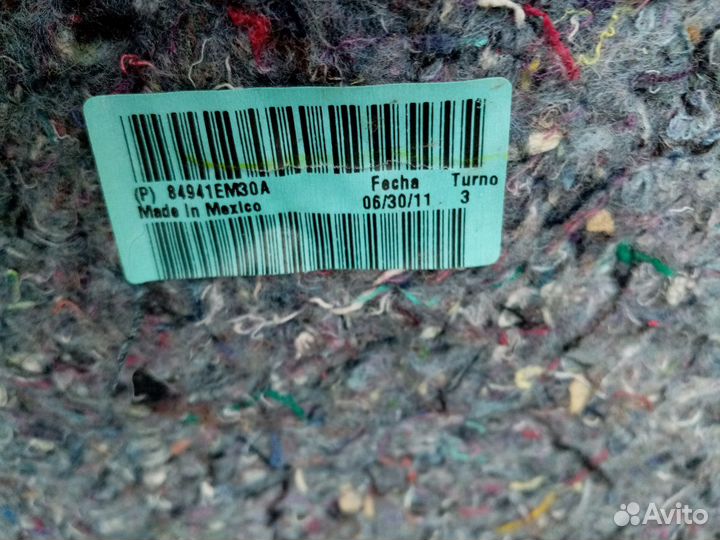 (P) 84941EM30A Fecha Turno
Made in Mexico 06/30/11 3
Avito